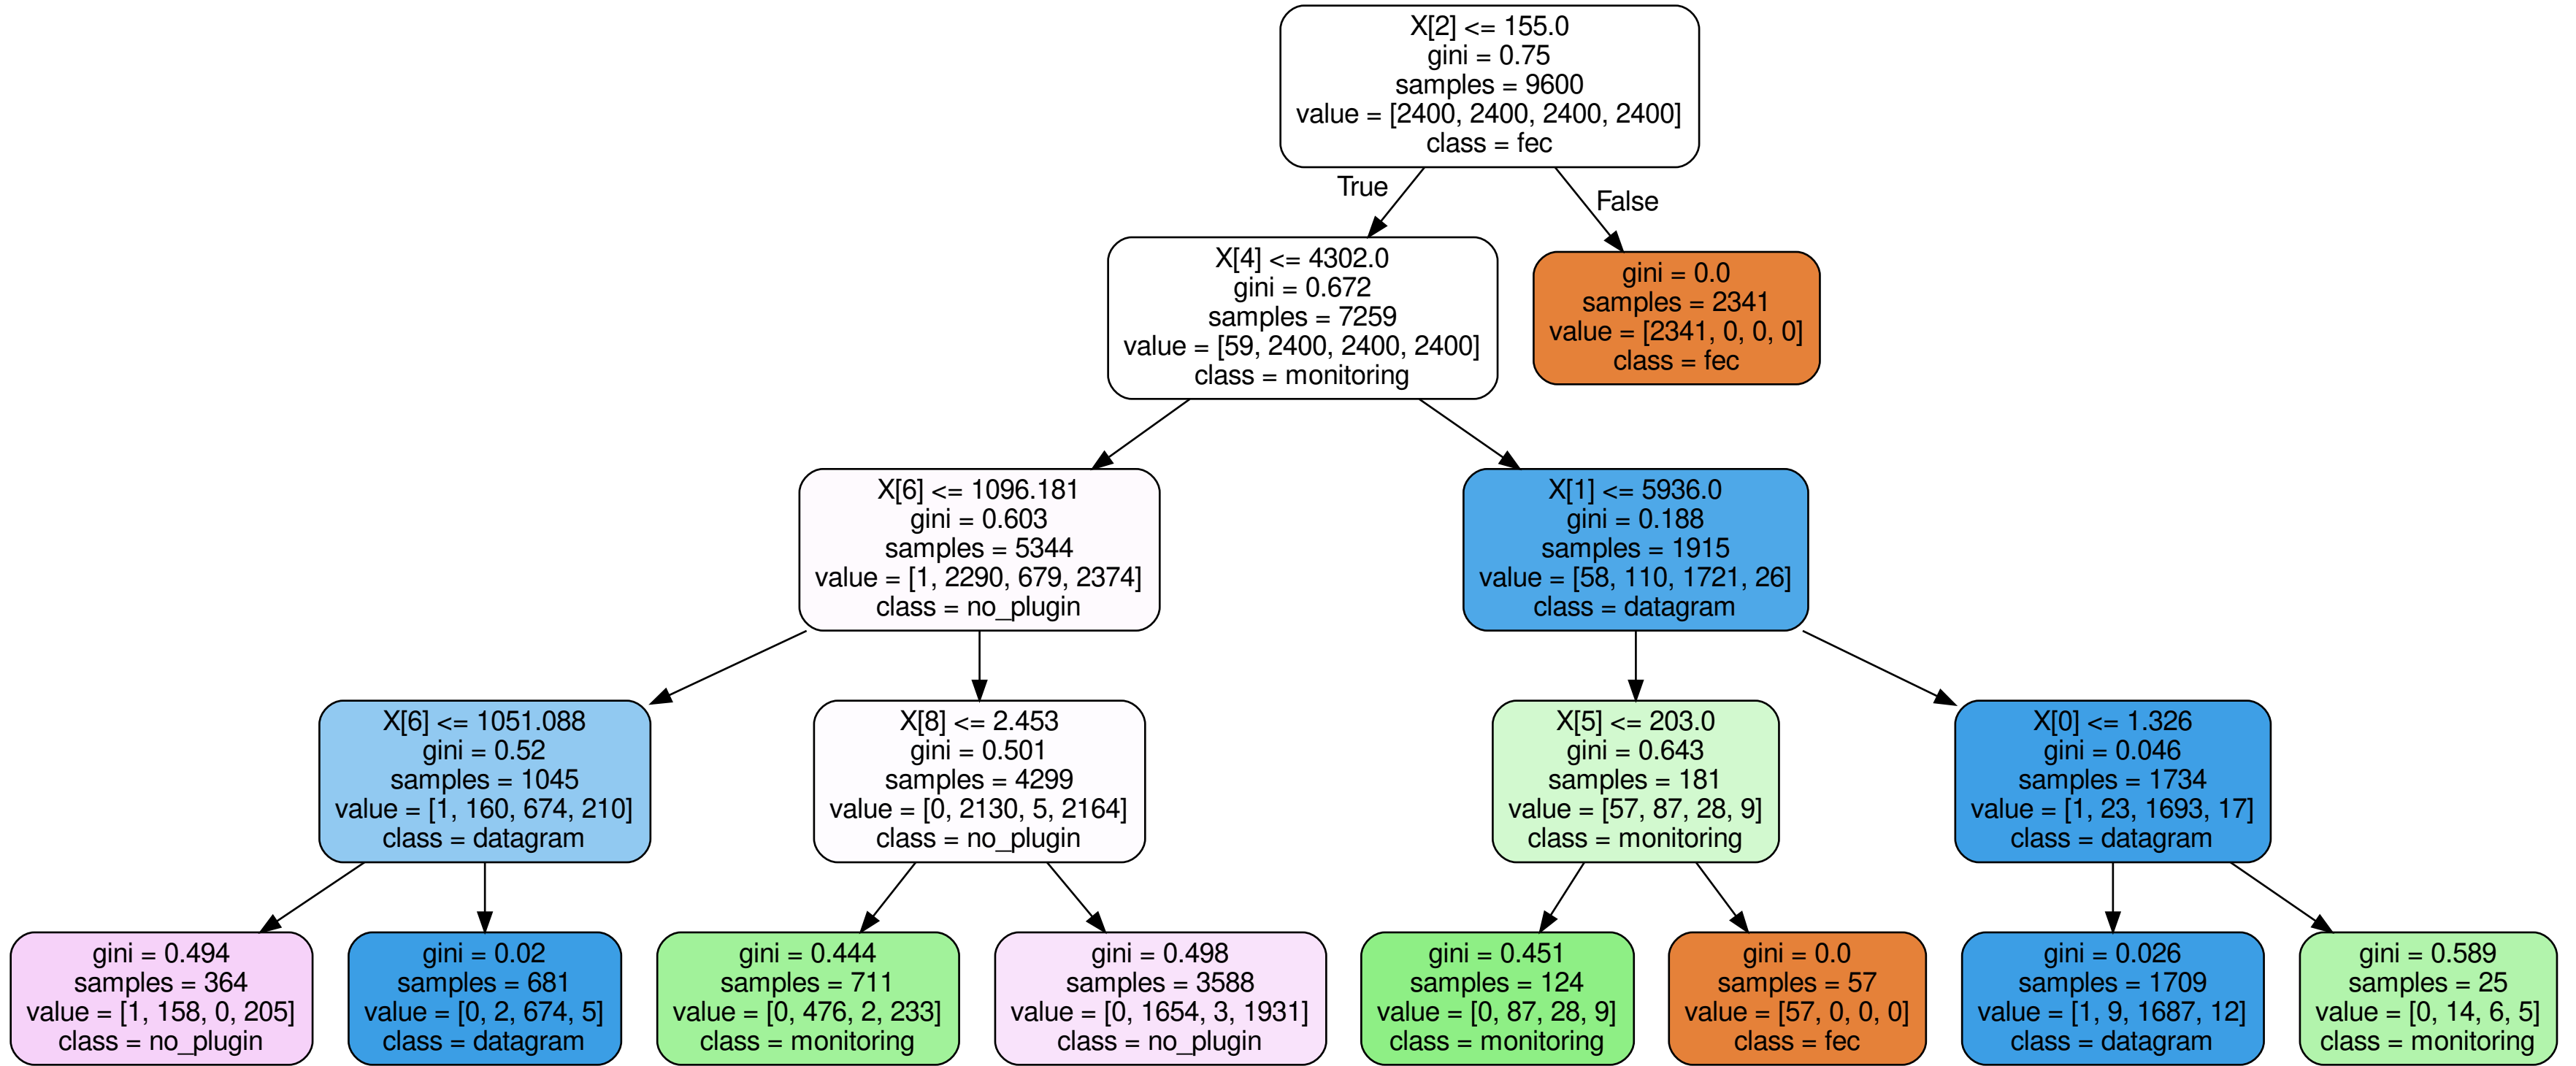 X[2] <= 155.0
gini = 0.75
samples = 9600
value = [2400, 2400, 2400, 2400]
class = fec
True
False
X[4] <= 4302.0
gini = 0.672
samples = 7259
value = [59, 2400, 2400, 2400]
class = monitoring
gini = 0.0
samples = 2341
value = [2341, 0, 0, 0]
class = fec
X[6] <= 1096.181
gini = 0.603
samples = 5344
value = [1, 2290, 679, 2374]
class = no_plugin
X[1] <= 5936.0
gini = 0.188
samples = 1915
value = [58, 110, 1721, 26]
class = datagram
X[6] <= 1051.088
gini = 0.52
samples = 1045
value = [1, 160, 674, 210]
class = datagram
X[8] <= 2.453
gini = 0.501
samples = 4299
value = [0, 2130, 5, 2164]
class = no_plugin
X[5] <= 203.0
gini = 0.643
samples = 181
value = [57, 87, 28, 9]
class = monitoring
X[0] <= 1.326
gini = 0.046
samples = 1734
value = [1, 23, 1693, 17]
class = datagram
gini = 0.494
samples = 364
value = [1, 158, 0, 205]
class = no_plugin
gini = 0.02
samples = 681
value = [0, 2, 674, 5]
class = datagram
gini = 0.444
samples = 711
value = [0, 476, 2, 233]
class = monitoring
gini = 0.498
samples = 3588
value = [0, 1654, 3, 1931]
class = no_plugin
gini = 0.451
samples = 124
value = [0, 87, 28, 9]
class = monitoring
gini = 0.0
samples = 57
value = [57, 0, 0, 0]
class = fec
gini = 0.026
samples = 1709
value = [1, 9, 1687, 12]
class = datagram
gini = 0.589
samples = 25
value = [0, 14, 6, 5]
class = monitoring